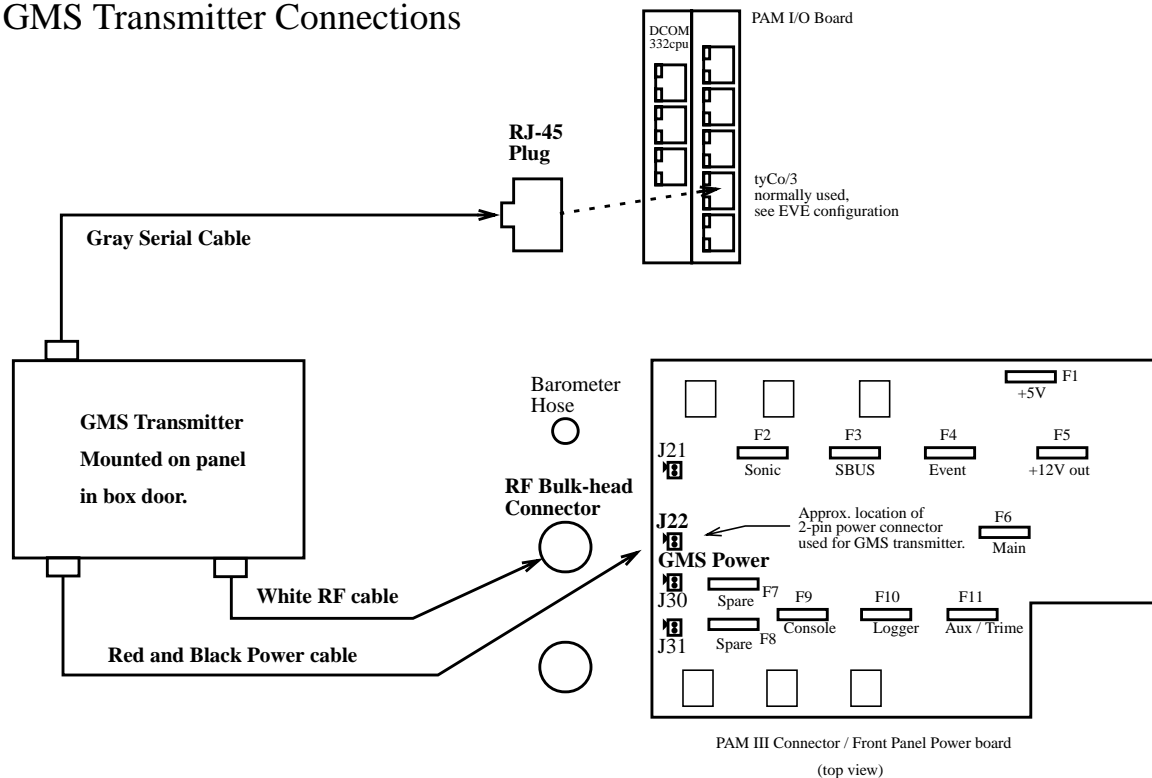 GMS Transmitter Connections
PAM I/O Board
DCOM
332cpu
RJ-45
Plug
tyCo/3
normally used,
see EVE configuration
Gray Serial Cable
GMS Transmitter
Mounted on panel
in box door.
Barometer
Hose
RF Bulk-head
Connector
White RF cable
Red and Black Power cable
F1
+5V
J21
F2
Sonic
F3
SBUS
F4
Event
F5
+12V out
J22
GMS Power
Approx. location of
2-pin power connector
used for GMS transmitter.
F6
Main
J30
F7
Spare
F9
Console
F10
Logger
F11
Aux / Trime
J31
F8
Spare
PAM III Connector / Front Panel Power board
(top view)